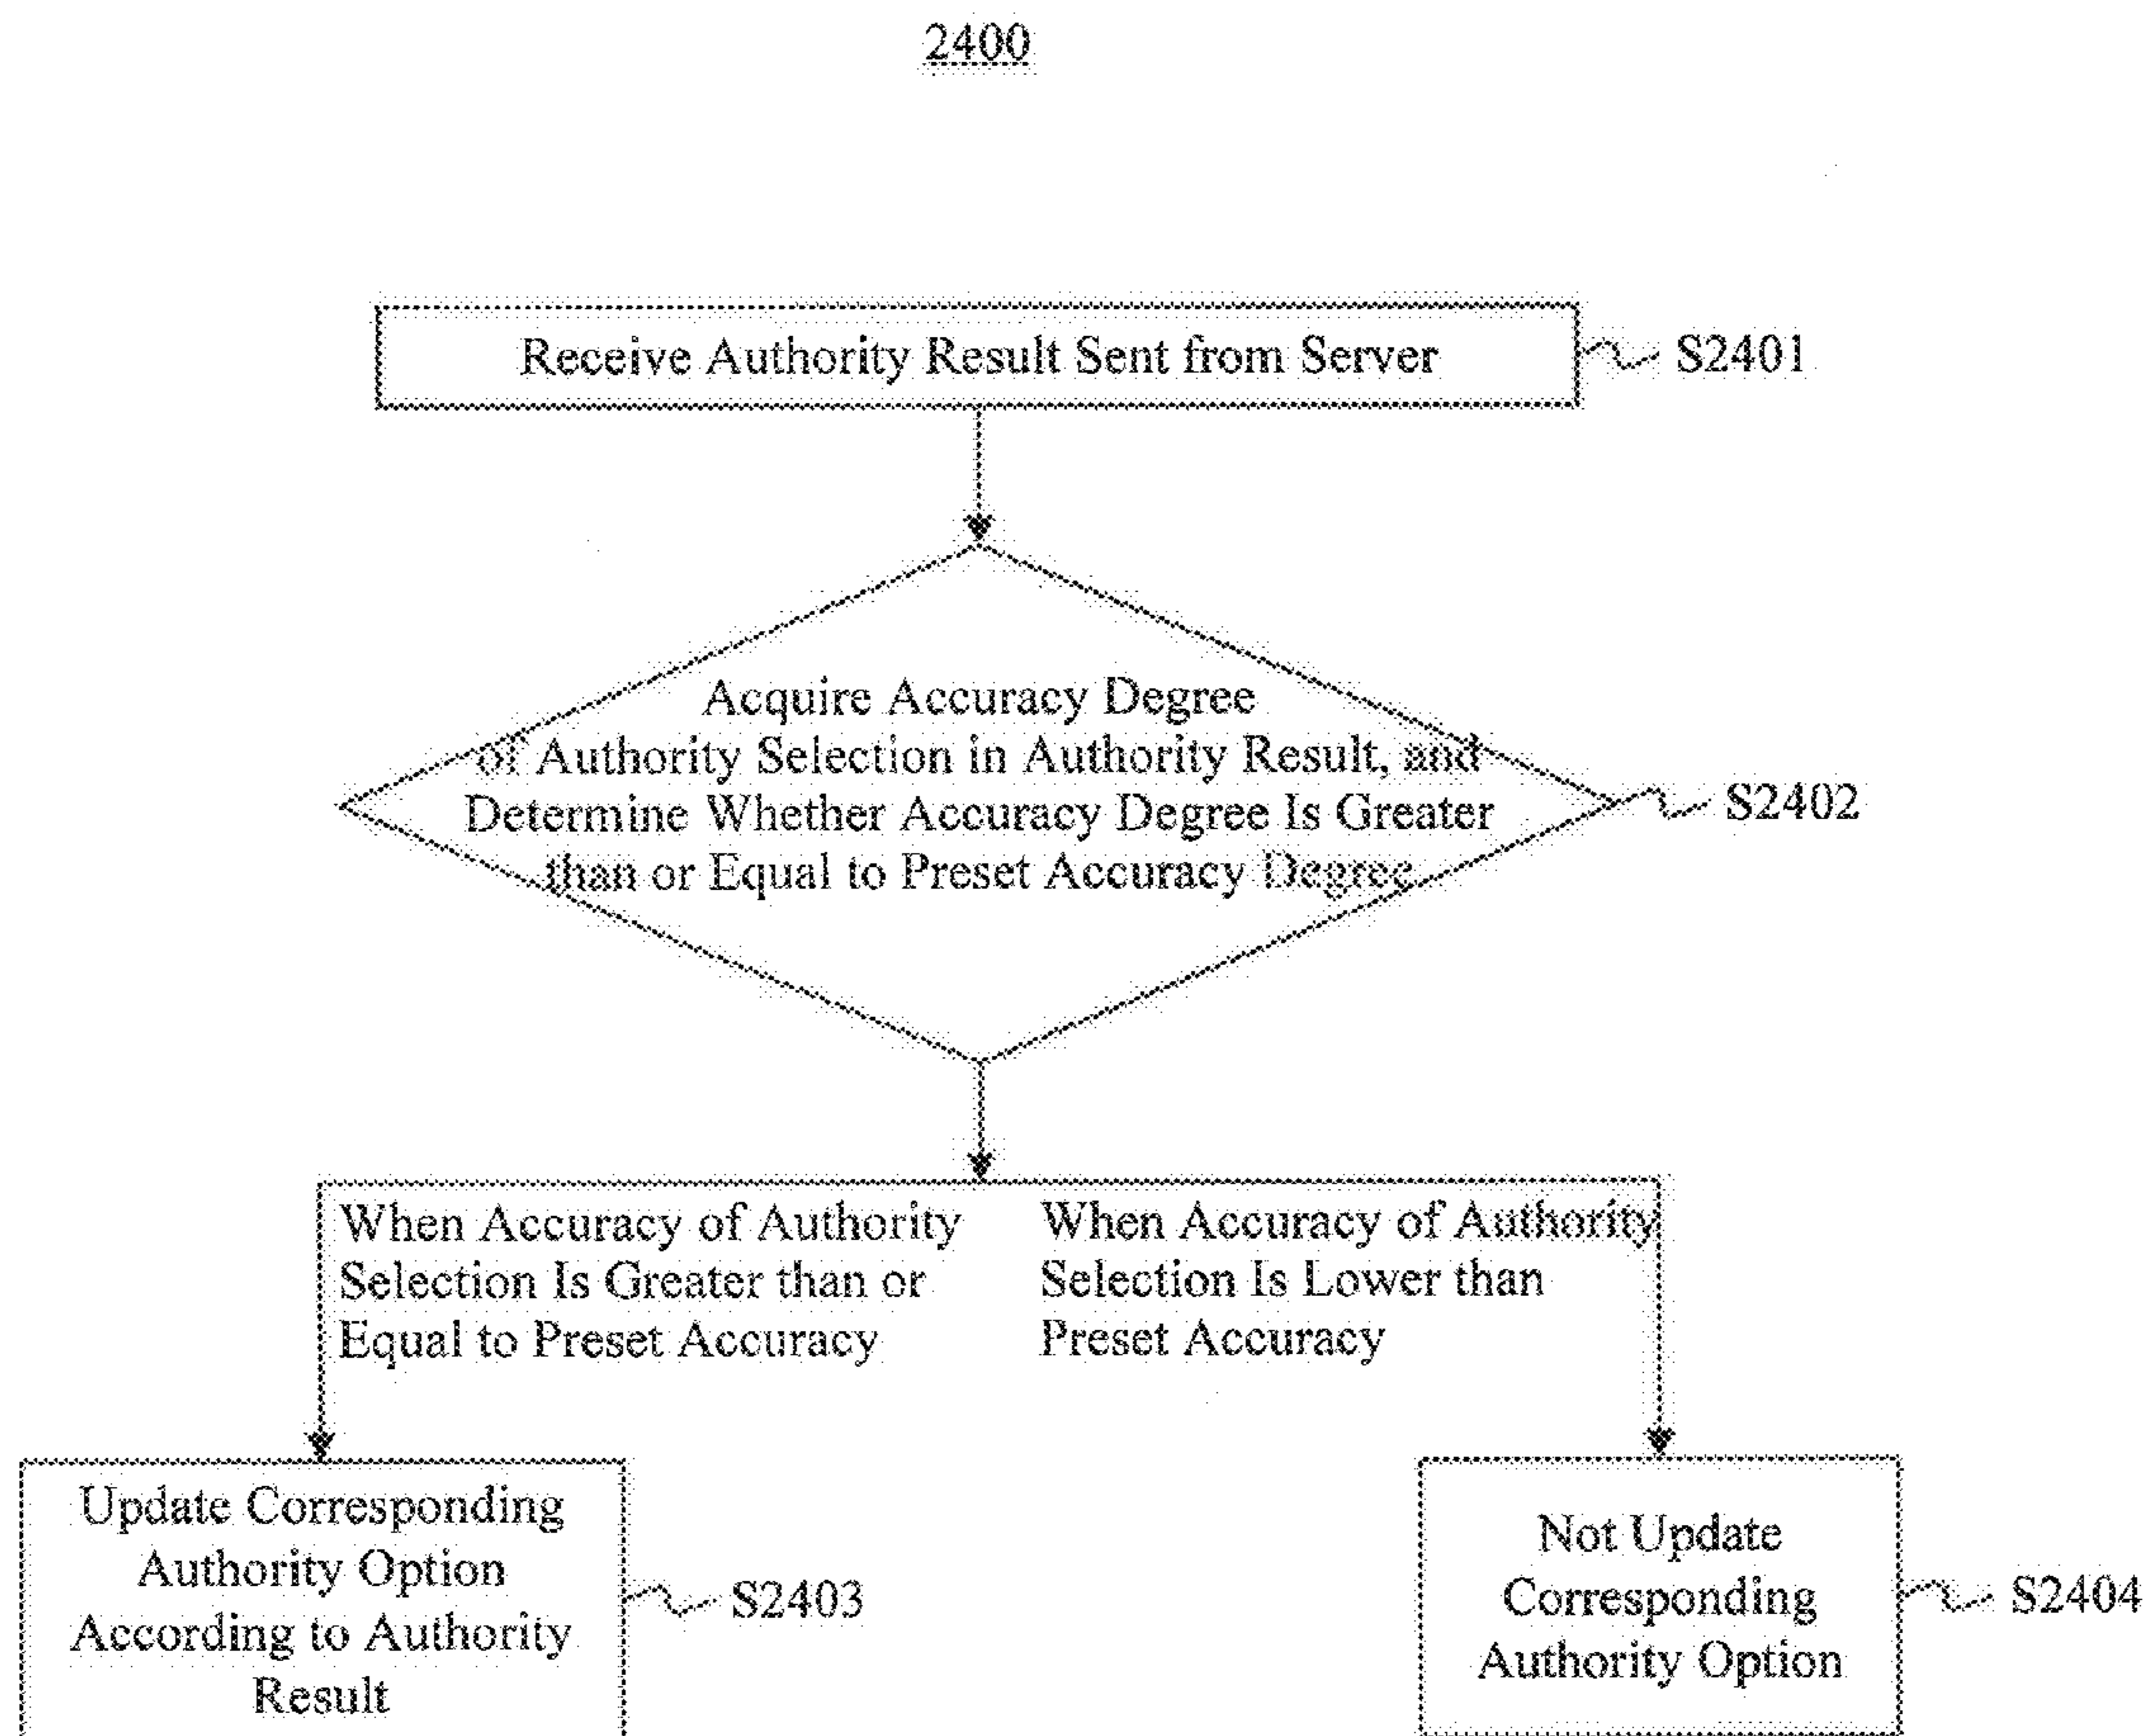 2400
Receive Authority Result Sent from Server
S2401
Acquire Accuracy Degree
of Authority Selection in Authority Result, and
Determine Whether Accuracy Degree Is Greater
than or Equal to Preset Accuracy Degree
S2402
When Accuracy of Authority
Selection Is Greater than or
Equal to Preset Accuracy
When Accuracy of Authority
Selection Is Lower than
Preset Accuracy
Update Corresponding
Authority Option
According to Authority
Result
S2403
Not Update
Corresponding
Authority Option
S2404